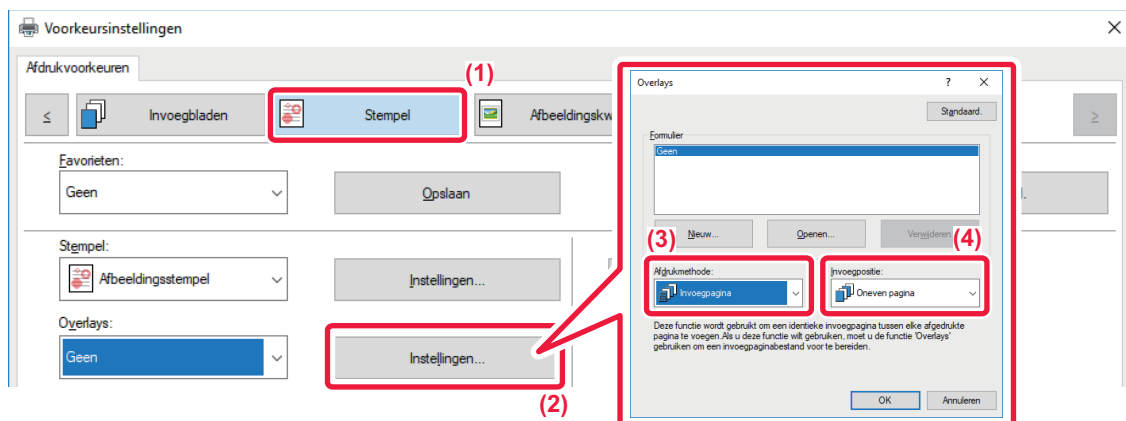 Voorkeursinstellingen
Afdrukvoorkeuren
(1)
Invoegbladen
Stempel
Afbeeldingskw
Favorieten:
Geen
Opslaan
l.
Stempel:
Afbeeldingsstempel
Instellingen...
Overlays:
Geen
Instellingen...
(2)
Overlays
Standaard.
Formulier
Geen
Nieuw...
Openen...
Verwijderen
(3)
(4)
Afdrukmethode:
Invoegpositie:
Invoegpagina
Oneven pagina
Deze functie wordt gebruikt om een identieke invoegpagina tussen elke afgedrukte
pagina te voegen.Als u deze functie wilt gebruiken, moet u de functie 'Overlays'
gebruiken om een invoegpaginabestand voor te bereiden.
OK
Annuleren